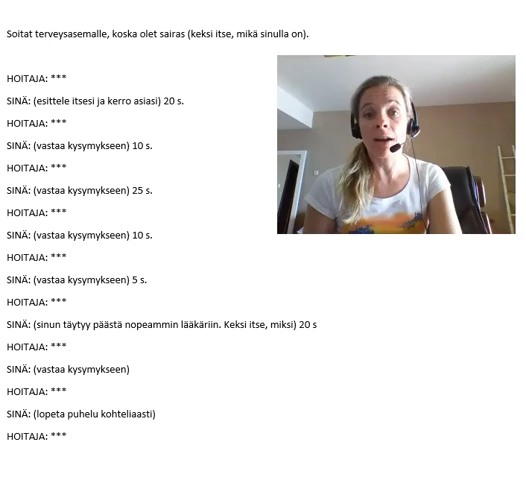 Soitat terveysasemalle, koska olet sairas (keksi itse, mikä sinulla on).
HOITAJA: ***
SINÄ: (esittele itsesi ja kerro asiasi) 20 s.
HOITAJA: ***
SINÄ: (vastaa kysymykseen) 10 s.
HOITAJA: ***
SINÄ: (vastaa kysymykseen) 25 s.
HOITAJA: ***
SINÄ: (vastaa kysymykseen) 10 s.
HOITAJA: ***
SINÄ: (vastaa kysymykseen) 5 s.
HOITAJA: ***
SINÄ: (sinun täytyy päästä nopeammin lääkäriin. Keksi itse, miksi) 20 s
HOITAJA: ***
SINÄ: (vastaa kysymykseen)
HOITAJA: ***
SINÄ: (lopeta puhelu kohteliaasti)
HOITAJA: ***